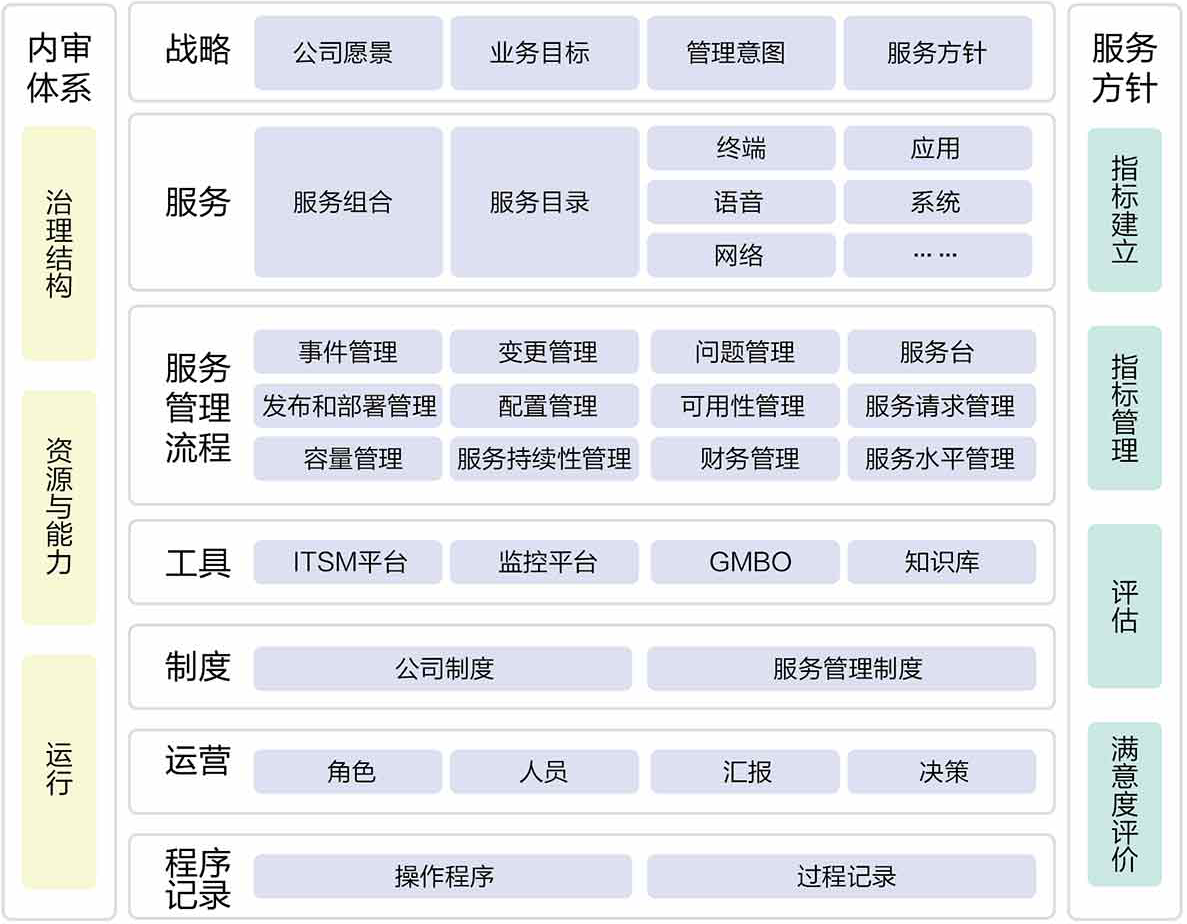 内审
体系
治理结构
资源与能力
运行
战略
公司愿景
业务目标
管理意图
服务方针
服务
服务组合
服务目录
终端
应用
语音
系统
网络
… …
服务
管理
流程
事件管理
变更管理
问题管理
服务台
发布和部署管理
配置管理
可用性管理
服务请求管理
容量管理
服务持续性管理
财务管理
服务水平管理
工具
ITSM平台
监控平台
GMBO
知识库
制度
公司制度
服务管理制度
运营
角色
人员
汇报
决策
程序
记录
操作程序
过程记录
服务
方针
指标建立
指标管理
评估
满意度评价